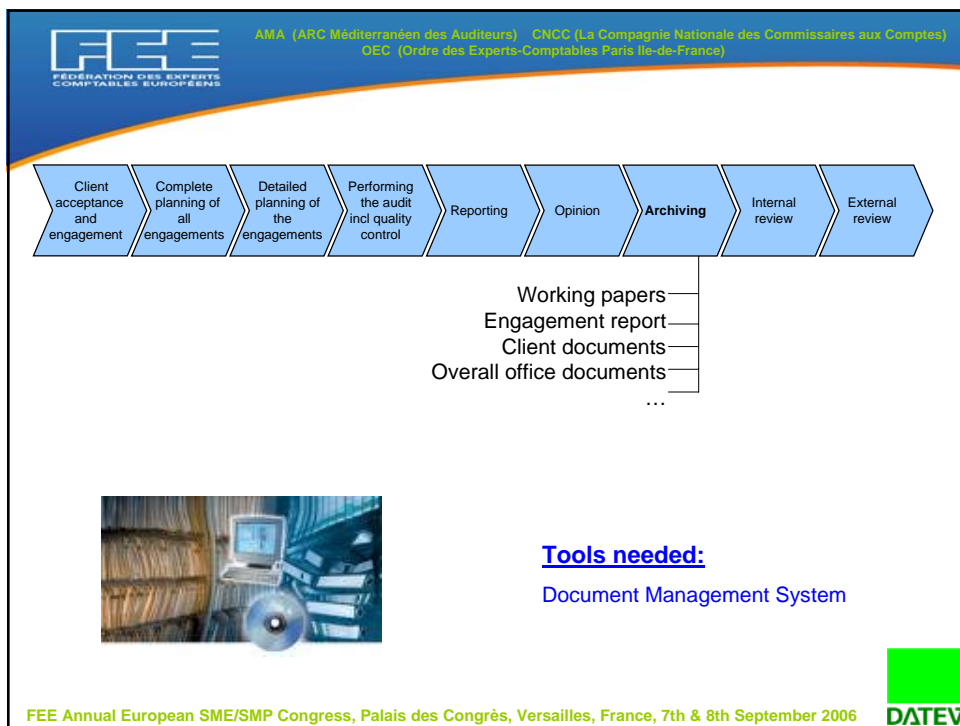 AMA (ARC Méditerranéen des Auditeurs) CNCC (La Compagnie Nationale des Commissaires aux Comptes)
OEC (Ordre des Experts-Comptables Paris Ile-de-France)
FEE
FÉDÉRATION DES EXPERTS
COMPTABLES EUROPÉENS
Client
acceptance
and
engagement
Complete
planning of
all
engagements
Detailed
planning of
the
engagements
Performing
the audit
incl quality
control
Reporting
Opinion
Archiving
Internal
review
External
review
Working papers
Engagement report
Client documents
Overall office documents
…
Tools needed:
Document Management System
FEE Annual European SME/SMP Congress, Palais des Congrès, Versailles, France, 7th & 8th September 2006
DATEV